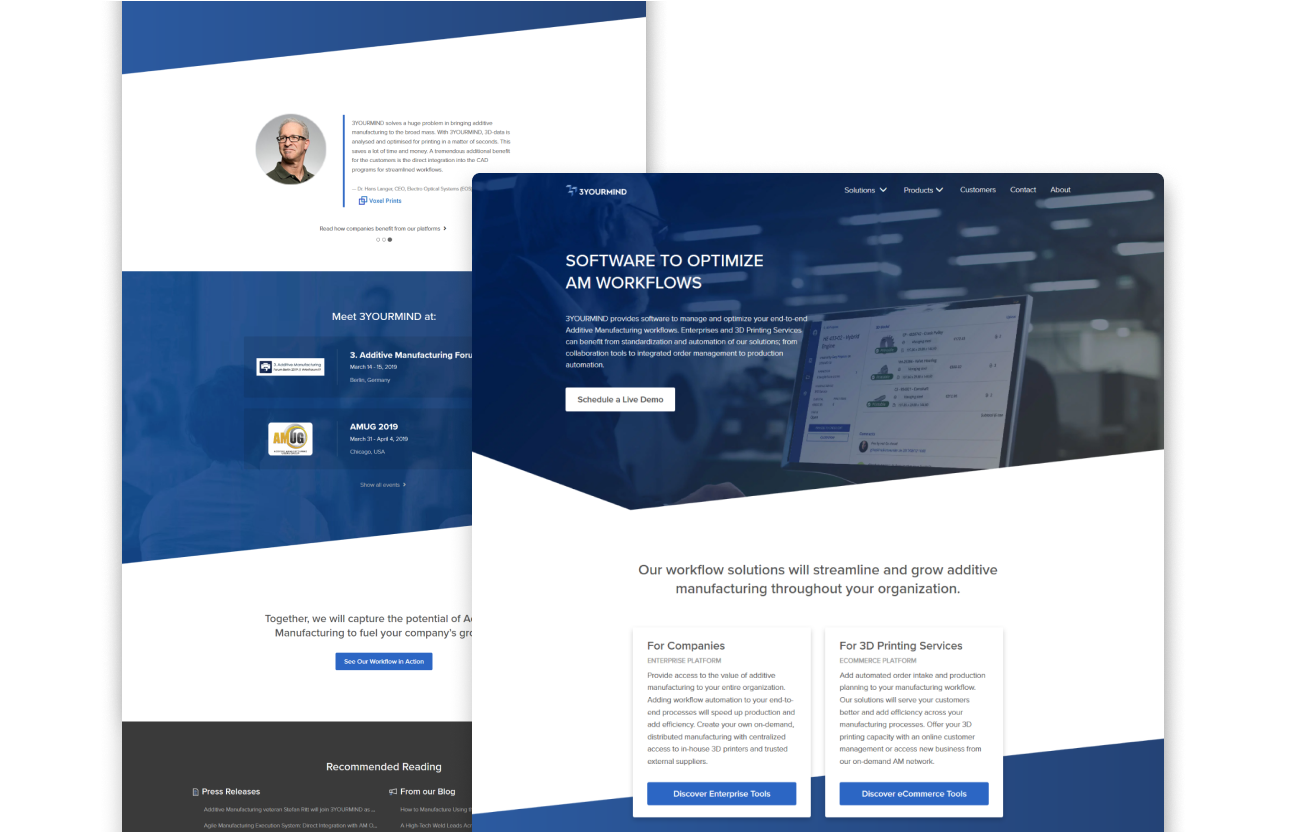 3YOURMIND solves a huge problem in bringing additive
manufacturing to the broad mass. With 3YOURMIND, 3D-data is
analysed and optimised for printing in a matter of seconds. This
saves a lot of time and money. A tremendous additional benefit
for the customers is the direct integration into the CAD
programs for streamlined workflows.
— Dr. Hans Langer, CEO, Electro Optical Systems (EOS)
Voxel Prints
Read how companies benefit from our platforms
Meet 3YOURMIND at:
3. Additive Manufacturing
3. Additive Manufacturing Foru
March 14 - 15, 2019
Berlin, Germany
AMUG
AMUG 2019
March 31 - April 4, 2019
Chicago, USA
Show all events
Together, we will capture the potential of A
Manufacturing to fuel your company's gro
See Our Workflow in Action
Recommended Reading
Press Releases
Additive Manufacturing veteran Stefan Ritt will join 3YOURMIND as ...
Agile Manufacturing Execution System: Direct Integration with AM O...
From our Blog
How to Manufacture Using
A High-Tech Weld Leads Acr
3YOURMIND
Solutions Products Customers Contact About
SOFTWARE TO OPTIMIZE
AM WORKFLOWS
3YOURMIND provides software to manage and optimize your end-to-end
Additive Manufacturing workflows. Enterprises and 3D Printing Services
can benefit from standardization and automation of our solutions; from
collaboration tools to integrated order management to production
automation.
Schedule a Live Demo
Our workflow solutions will streamline and grow additive
manufacturing throughout your organization.
For Companies
ENTERPRISE PLATFORM
Provide access to the value of additive
manufacturing to your entire organization.
Adding workflow automation to your end-to-
end processes will speed up production and
add efficiency. Create your own on-demand,
distributed manufacturing with centralized
access to in-house 3D printers and trusted
external suppliers.
Discover Enterprise Tools
For 3D Printing Services
ECOMMERCE PLATFORM
Add automated order intake and production
planning to your manufacturing workflow.
Our solutions will serve your customers
better and add efficiency across your
manufacturing processes. Offer your 3D
printing capacity with an online customer
management or access new business from
our on-demand AM network.
Discover eCommerce Tools